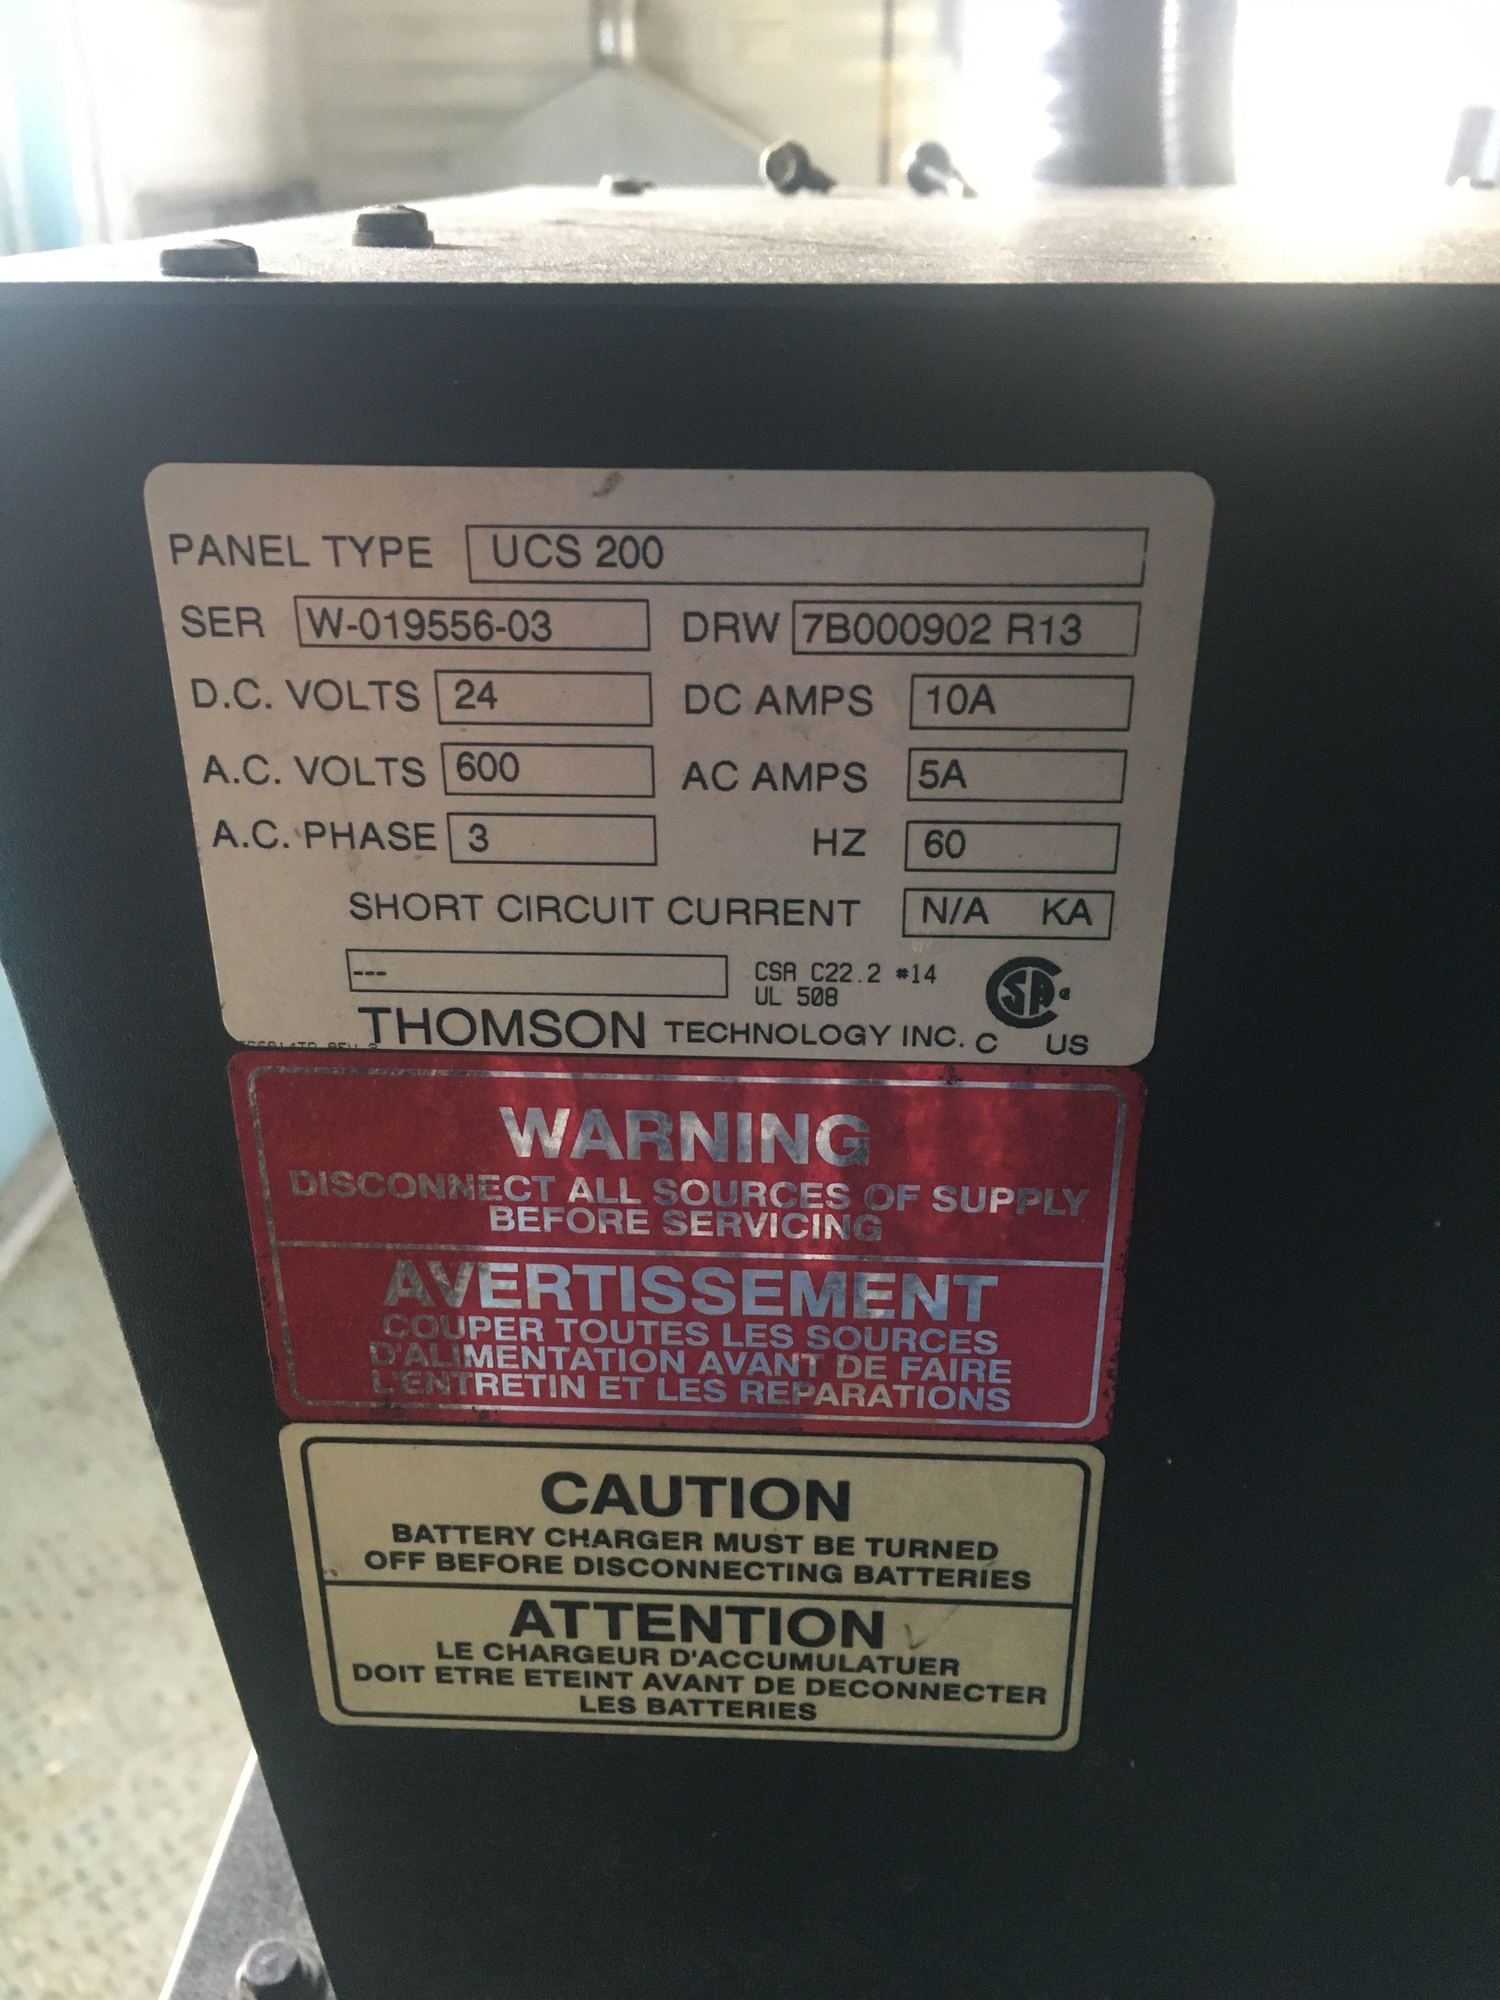 PANEL TYPE UCS 200
SER W-019556-03 DRW 7B000902 R13
D.C. VOLTS 24 DC AMPS 10A
A.C. VOLTS 600 AC AMPS 5A
A.C. PHASE 3 HZ 60
SHORT CIRCUIT CURRENT N/A KA
--- CSA C22.2 #14
UL 508
THOMSON TECHNOLOGY INC. C US
WARNING
DISCONNECT ALL SOURCES OF SUPPLY
BEFORE SERVICING
AVERTISSEMENT
COUPER TOUTES LES SOURCES
D'ALIMENTATION AVANT DE FAIRE
L'ENTRETIN ET LES REPARATIONS
CAUTION
BATTERY CHARGER MUST BE TURNED
OFF BEFORE DISCONNECTING BATTERIES
ATTENTION
LE CHARGEUR D'ACCUMULATUER
DOIT ETRE ETEINT AVANT DE DECONNECTER
LES BATTERIES